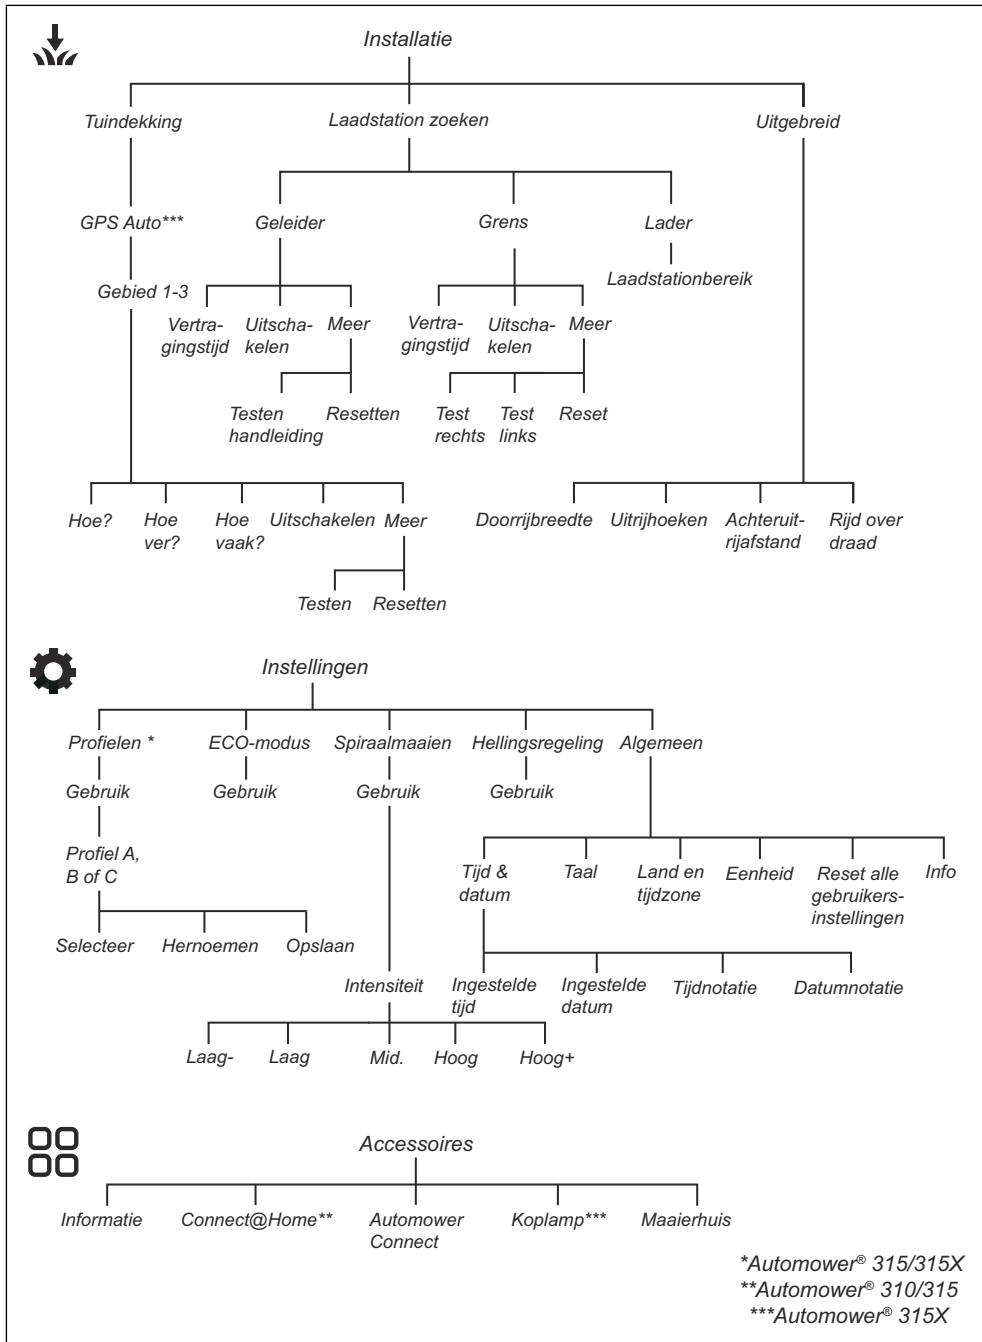 Installatie
Tuindekking
Laadstation zoeken
Uitgebreid
GPS Auto***
Geleider
Grens
Lader
Gebied 1-3
Laadstationbereik
Vertra-
gingstijd
Uitscha-
kelen
Meer
Vertra-
gingstijd
Uitscha-
kelen
Meer
Testen
handleiding
Resetten
Test
rechts
Test
links
Reset
Hoe?
Hoe
ver?
Hoe
vaak?
Uitschakelen
Meer
Doorrijbreedte
Uitrijhoeken
Achteruit-
rijafstand
Rijd over
draad
Testen
Resetten
Instellingen
Profielen *
ECO-modus
Spiraalmaaien
Hellingsregeling
Algemeen
Gebruik
Gebruik
Gebruik
Gebruik
Profiel A,
B of C
Tijd &
datum
Taal
Land en
tijdzone
Eenheid
Reset alle
gebruikers-
instellingen
Info
Selecteer
Hernoemen
Opslaan
Intensiteit
Ingestelde
tijd
Ingestelde
datum
Tijdnotatie
Datumnotatie
Laag-
Laag
Mid.
Hoog
Hoog+
Accessoires
Informatie
Connect@Home**
Automower
Connect
Koplamp***
Maaierhuis
*Automower® 315/315X
**Automower® 310/315
***Automower® 315X